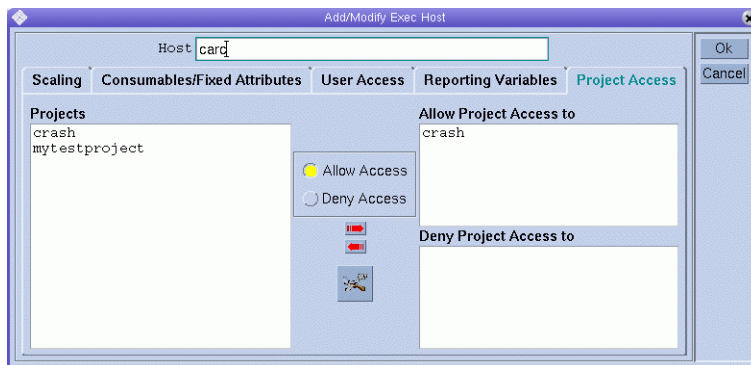 Add/Modify Exec Host
Host carc
Ok
Cancel
Scaling Consumables/Fixed Attributes User Access Reporting Variables Project Access
Projects
crash
mytestproject
Allow Access
Deny Access
Allow Project Access to
crash
Deny Project Access to